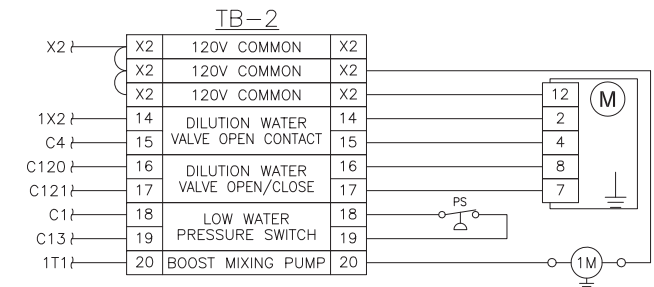 TB-2
X2 X2 120V COMMON X2
X2 120V COMMON X2
X2 120V COMMON X2 12 M
1X2 14 DILUTION WATER 14 2
C4 15 VALVE OPEN CONTACT 15 4
C120 16 DILUTION WATER 16 8
C121 17 VALVE OPEN/CLOSE 17 7
PS
C1 18 LOW WATER 18
C13 19 PRESSURE SWITCH 19
1T1 20 BOOST MIXING PUMP 20 1M